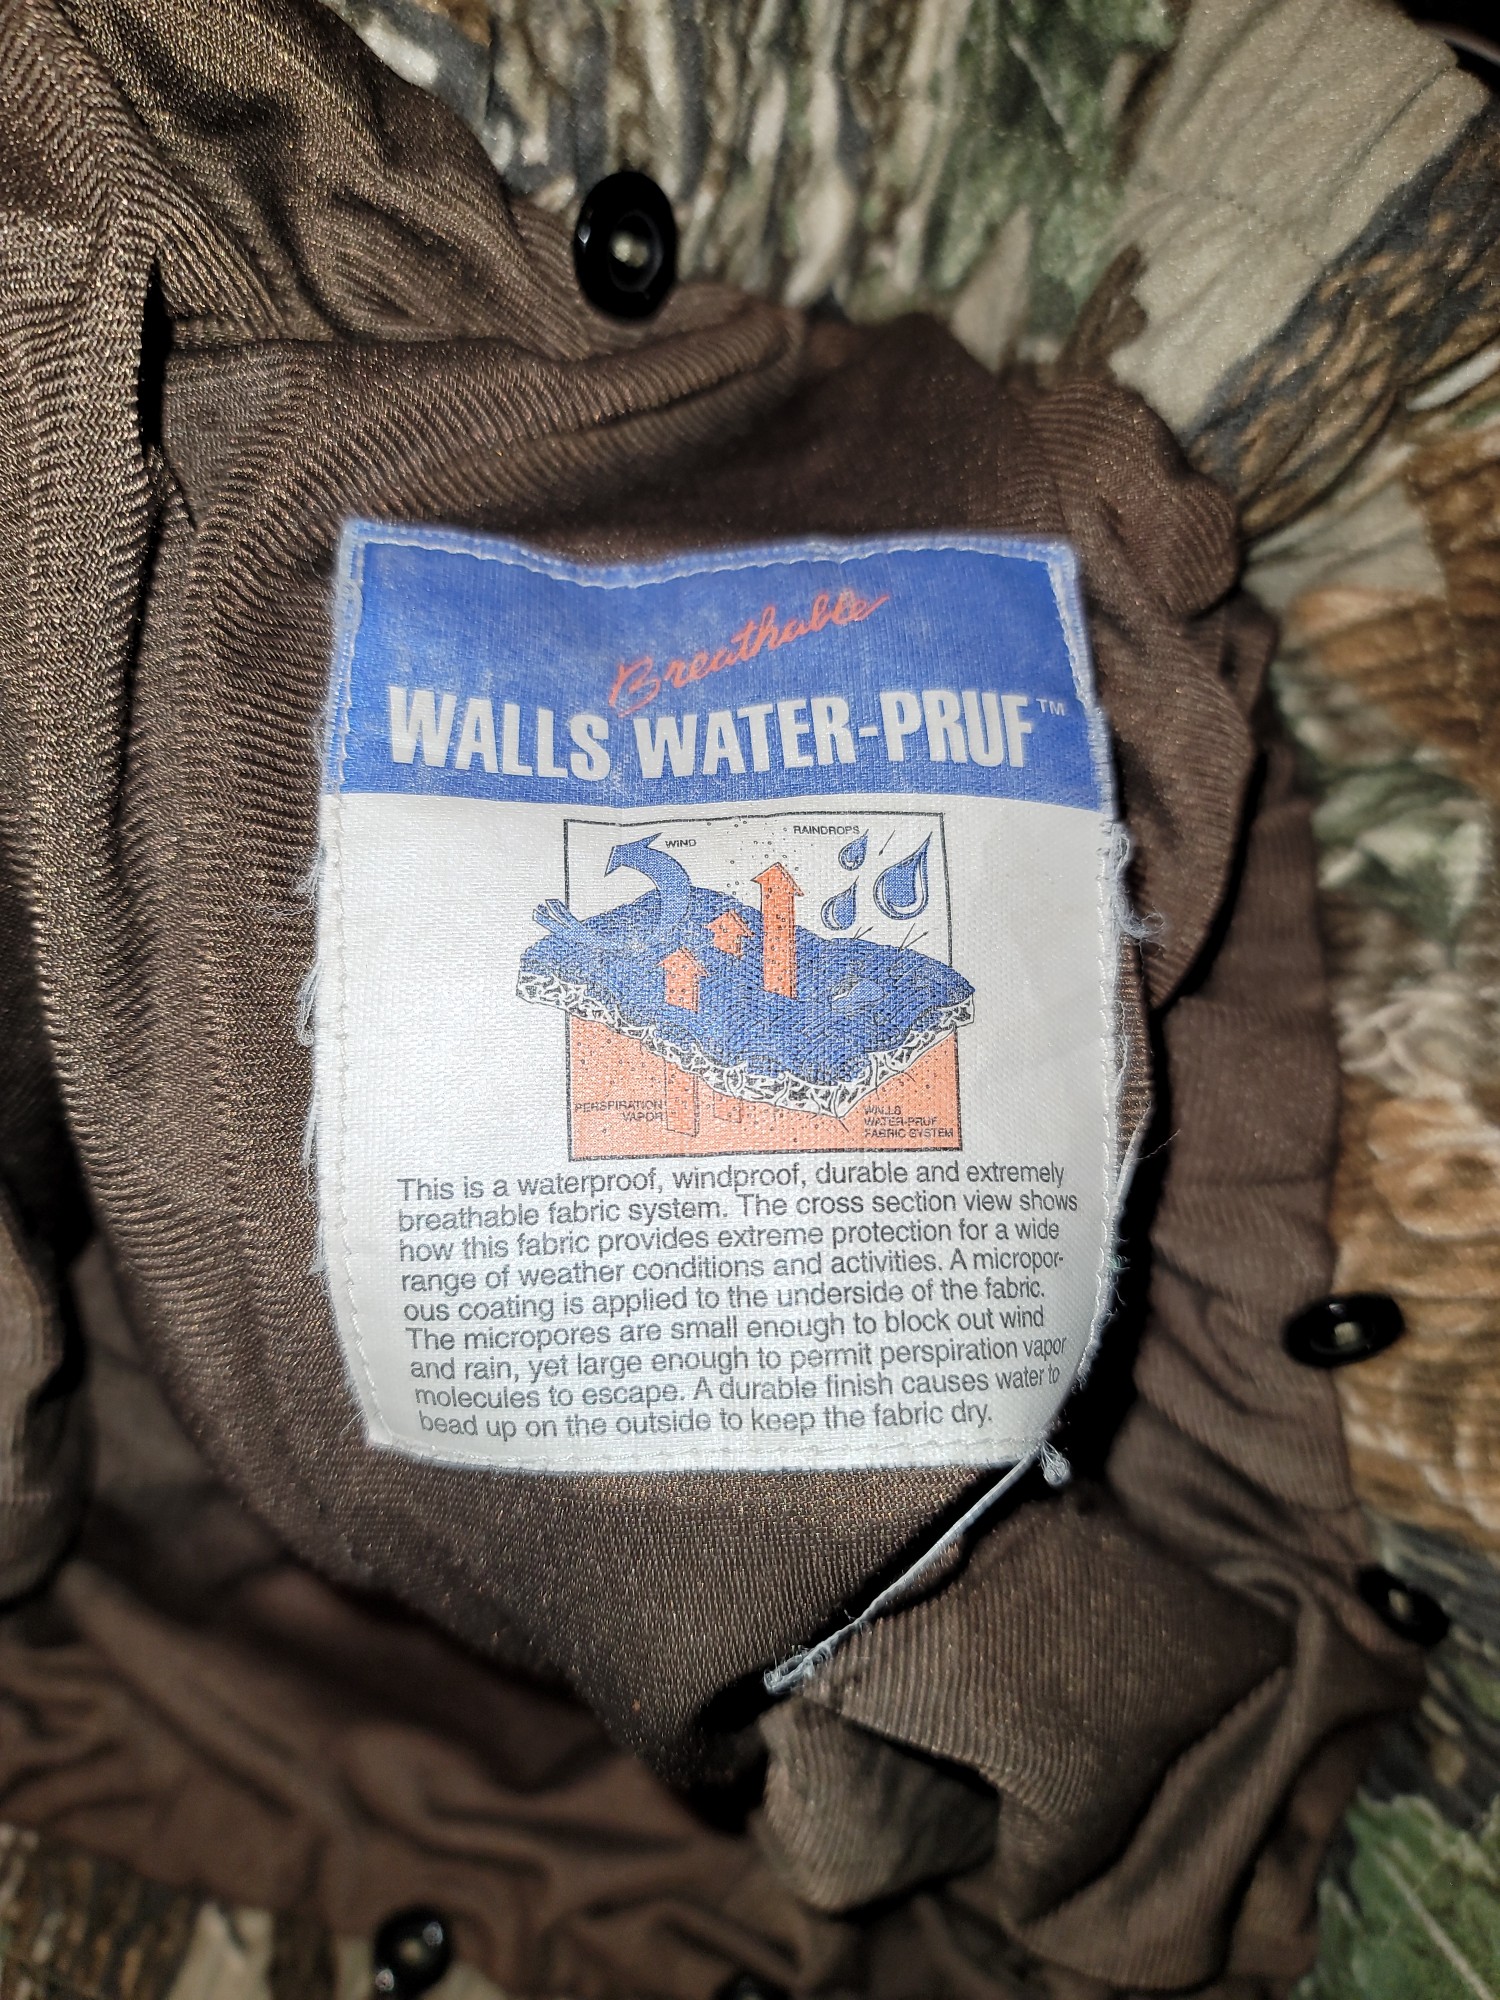 Breathable
WALLS WATER-PRUF™
WIND
RAINDROPS
PERSPIRATION
VAPOR
WALLS
WATER-PRUF
FABRIC SYSTEM
This is a waterproof, windproof, durable and extremely
breathable fabric system. The cross section view shows
how this fabric provides extreme protection for a wide
range of weather conditions and activities. A micropor-
ous coating is applied to the underside of the fabric.
The micropores are small enough to block out wind
and rain, yet large enough to permit perspiration vapor
molecules to escape. A durable finish causes water to
bead up on the outside to keep the fabric dry.